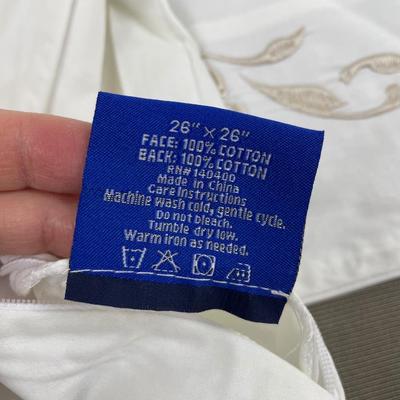 26" x 26"
FACE: 100% COTTON
BACK: 100% COTTON
RN# 140400
Made in China
Care Instructions
Machine wash cold, gentle cycle.
Do not bleach.
Tumble dry low.
Warm iron as needed.